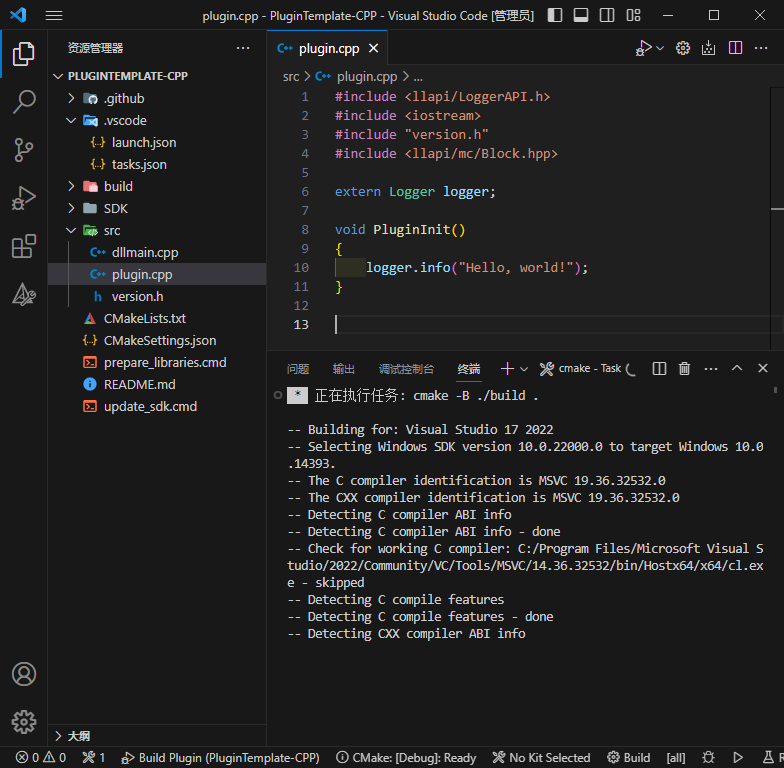 plugin.cpp - PluginTemplate-CPP - Visual Studio Code [管理员]
资源管理器
PLUGINTEMPLATE-CPP
.github
.vscode
{..} launch.json
{..} tasks.json
build
SDK
src
C++ dllmain.cpp
C++ plugin.cpp
h version.h
CMakeLists.txt
{..} CMakeSettings.json
prepare_libraries.cmd
README.md
update_sdk.cmd
大纲
C++ plugin.cpp
src > C++ plugin.cpp > ...
1 #include <llapi/LoggerAPI.h>
2 #include <iostream>
3 #include "version.h"
4 #include <llapi/mc/Block.hpp>
5
6 extern Logger logger;
7
8 void PluginInit()
9 {
10 logger.info("Hello, world!");
11 }
12
13
问题 输出 调试控制台 终端 cmake - Task
* 正在执行任务: cmake -B ./build .
-- Building for: Visual Studio 17 2022
-- Selecting Windows SDK version 10.0.22000.0 to target Windows 10.0
.14393.
-- The C compiler identification is MSVC 19.36.32532.0
-- The CXX compiler identification is MSVC 19.36.32532.0
-- Detecting C compiler ABI info
-- Detecting C compiler ABI info - done
-- Check for working C compiler: C:/Program Files/Microsoft Visual S
tudio/2022/Community/VC/Tools/MSVC/14.36.32532/bin/Hostx64/x64/cl.ex
e - skipped
-- Detecting C compile features
-- Detecting C compile features - done
-- Detecting CXX compiler ABI info
0 0 1 Build Plugin (PluginTemplate-CPP) CMake: [Debug]: Ready No Kit Selected Build [all] R